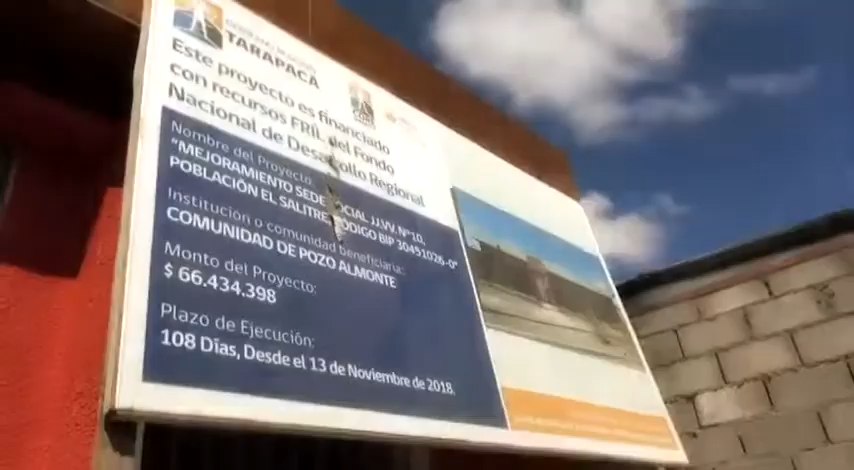 TARAPACÁ
Este proyecto es financiado
con recursos FRIL del Fondo
Nacional de Desarrollo Regional
Nombre del Proyecto:
"MEJORAMIENTO SEDE SOCIAL JJ.VV. N°10,
POBLACIÓN EL SALITRE, CÓDIGO BIP 30451026-0"
Institución o comunidad beneficiaria:
COMUNIDAD DE POZO ALMONTE
Monto del Proyecto:
$ 66.434.398
Plazo de Ejecución:
108 Días, Desde el 13 de Noviembre de 2018.